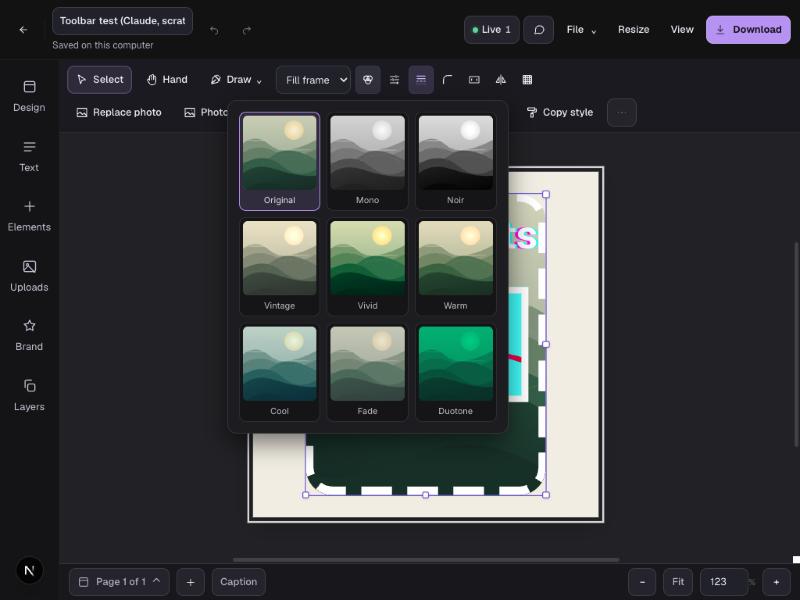 Toolbar test (Claude, scrat
Saved on this computer
Live 1
File
Resize
View
Download
Select
Hand
Draw
Fill frame
Replace photo
Photo
Copy style
Design
Text
Elements
Uploads
Brand
Layers
Original
Mono
Noir
Vintage
Vivid
Warm
Cool
Fade
Duotone
ts
N
Page 1 of 1
Caption
Fit
123
%